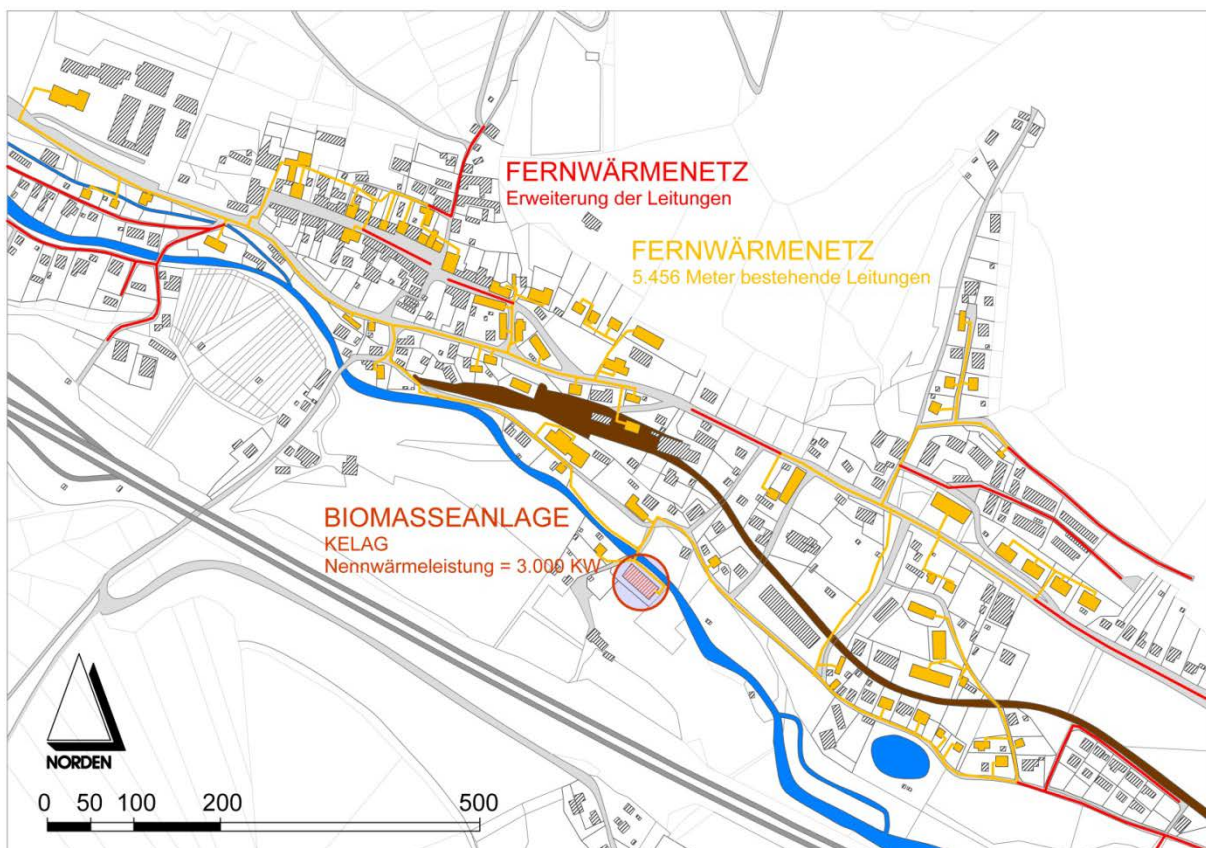 FERNWÄRMENETZ
Erweiterung der Leitungen
FERNWÄRMENETZ
5.456 Meter bestehende Leitungen
BIOMASSEANLAGE
KELAG
Nennwärmeleistung = 3.000 KW
NORDEN
0 50 100 200 500